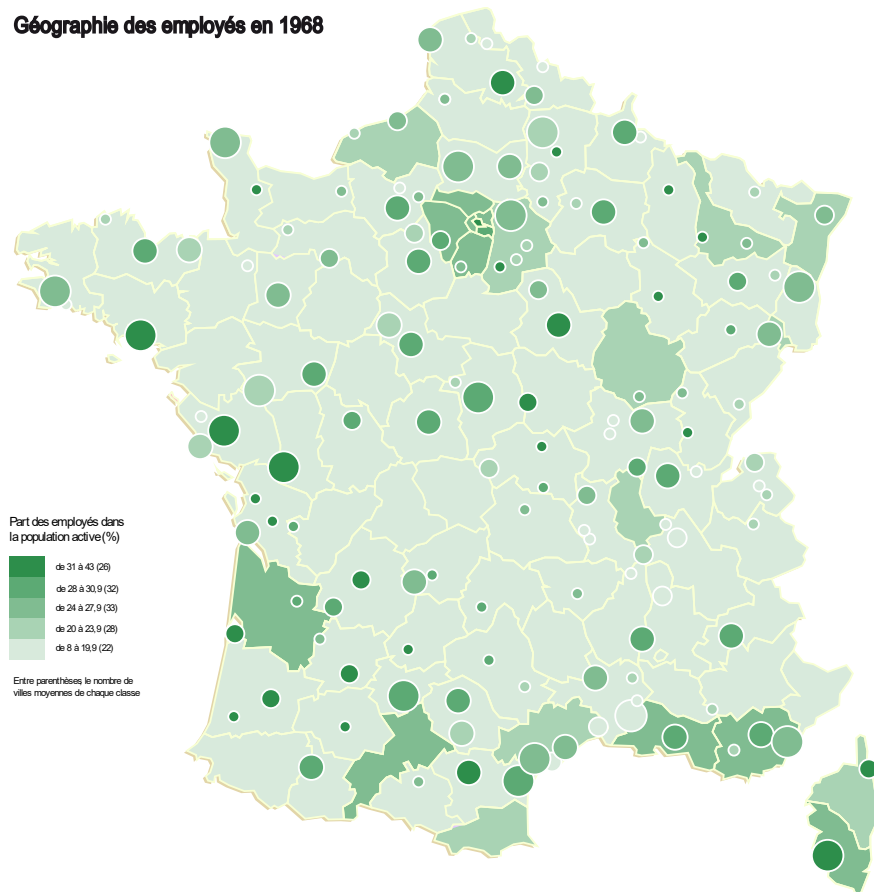 Géographie des employés en 1968
Part des employés dans
la population active (%)
de 31 à 43 (26)
de 28 à 30,9 (32)
de 24 à 27,9 (33)
de 20 à 23,9 (28)
de 8 à 19,9 (22)
Entre parenthèses, le nombre de
villes moyennes de chaque classe